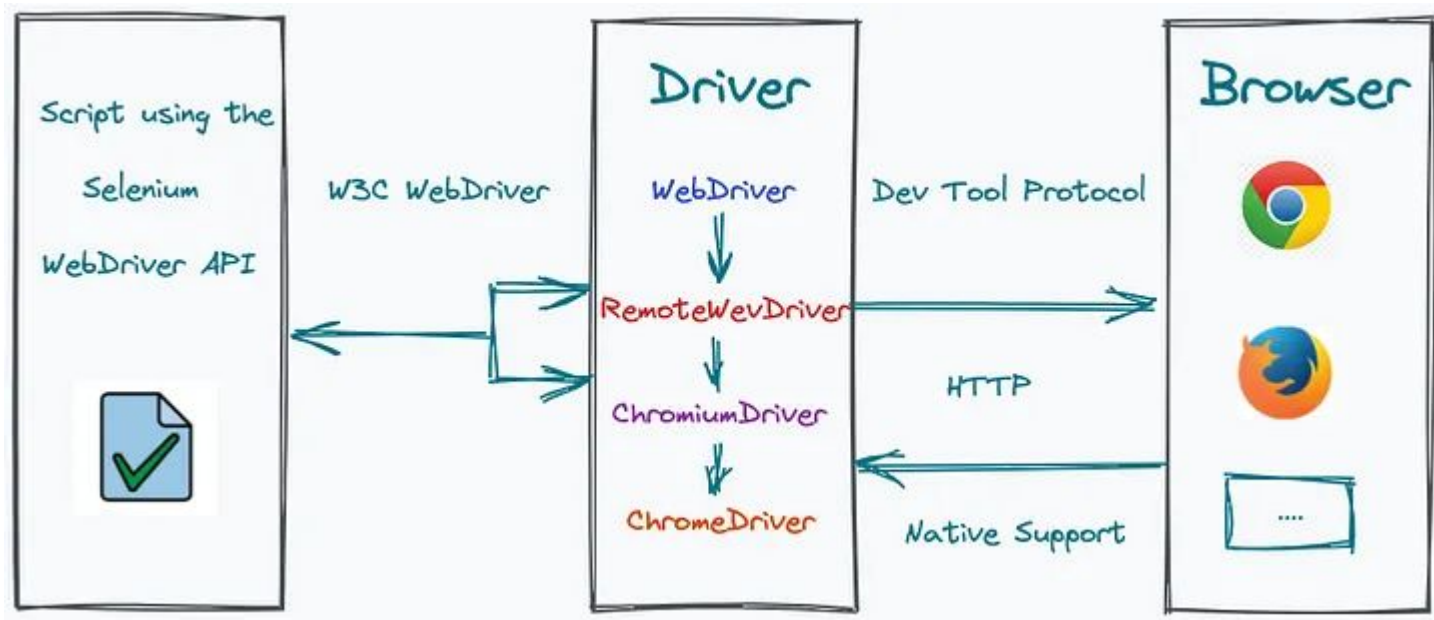 Script using the
Selenium
WebDriver API
W3C WebDriver
Driver
WebDriver
RemoteWevDriver
ChromiumDriver
ChromeDriver
Dev Tool Protocol
HTTP
Native Support
Browser
....